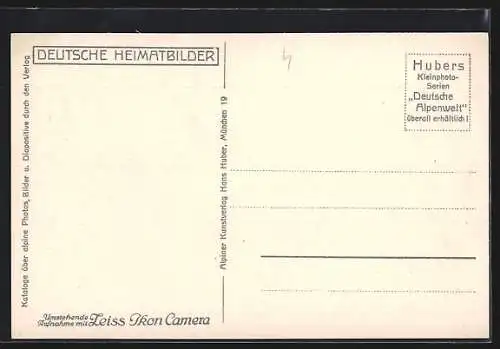 DEUTSCHE HEIMATBILDER
Kataloge über alpine Photos, Bilder u. Diapositive durch den Verlag
Umstehende
Aufnahme mit Zeiss Ikon Camera
Alpiner Kunstverlag Hans Huber, München 19
Hubers
Kleinphoto-
Serien
„Deutsche
Alpenwelt"
überall erhältlich!